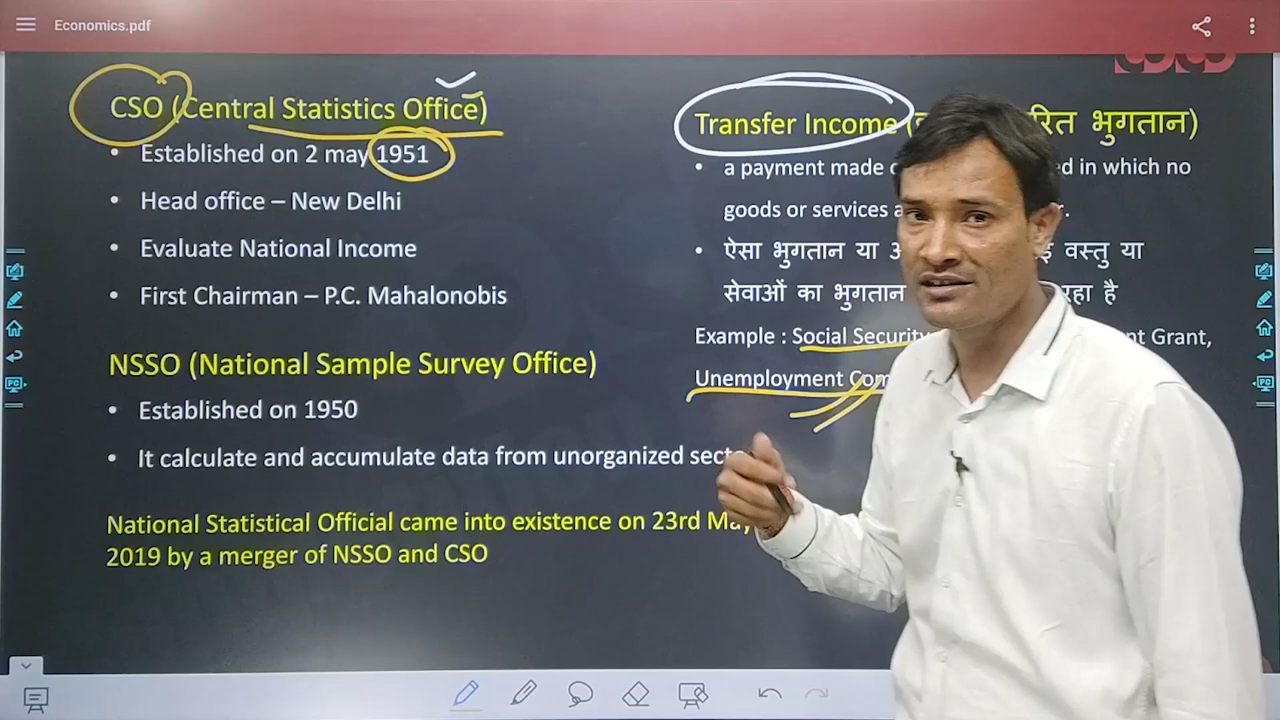 Economics.pdf
CSO (Central Statistics Office)
• Established on 2 may 1951
• Head office – New Delhi
• Evaluate National Income
• First Chairman – P.C. Mahalonobis
NSSO (National Sample Survey Office)
• Established on 1950
• It calculate and accumulate data from unorganized
National Statistical Official came into existence on 23rd May
2019 by a merger of NSSO and CSO
Transfer Income ( भुगतान)
• a payment made in which no
goods or services
• ऐसा भुगतान या वस्तु या
सेवाओं का भुगतान रहा है
Example : Social Security Grant,
Unemployment